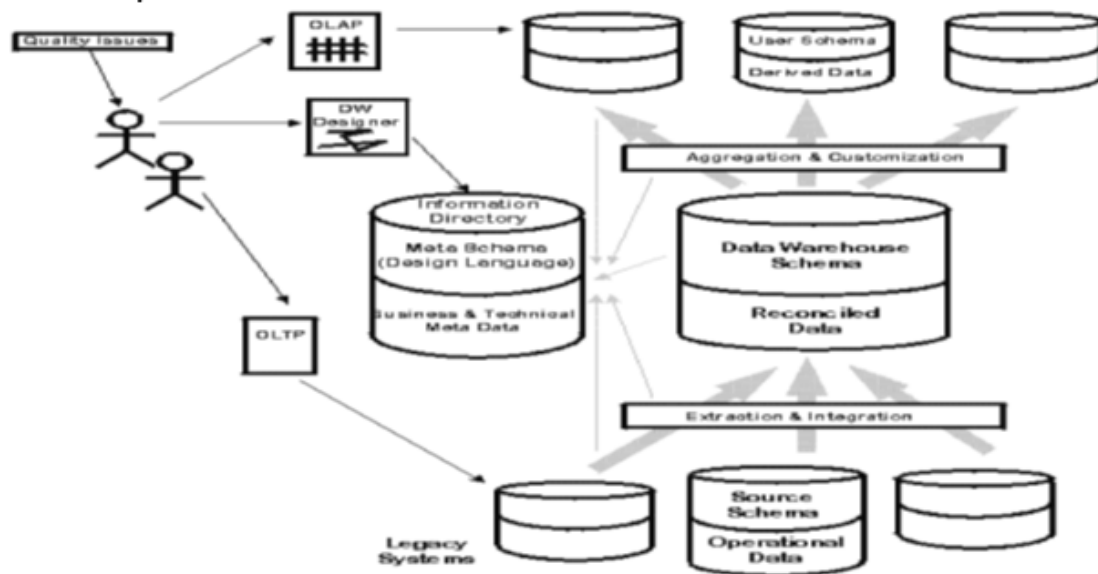 Quality Issues
OLAP
User Schema
Derived Data
DW
Designer
Aggregation & Customization
Information
Directory
Meta Schema
(Design Language)
Business & Technical
Meta Data
Data Warehouse
Schema
Reconciled
Data
OLTP
Extraction & Integration
Source
Schema
Operational
Data
Legacy
Systems